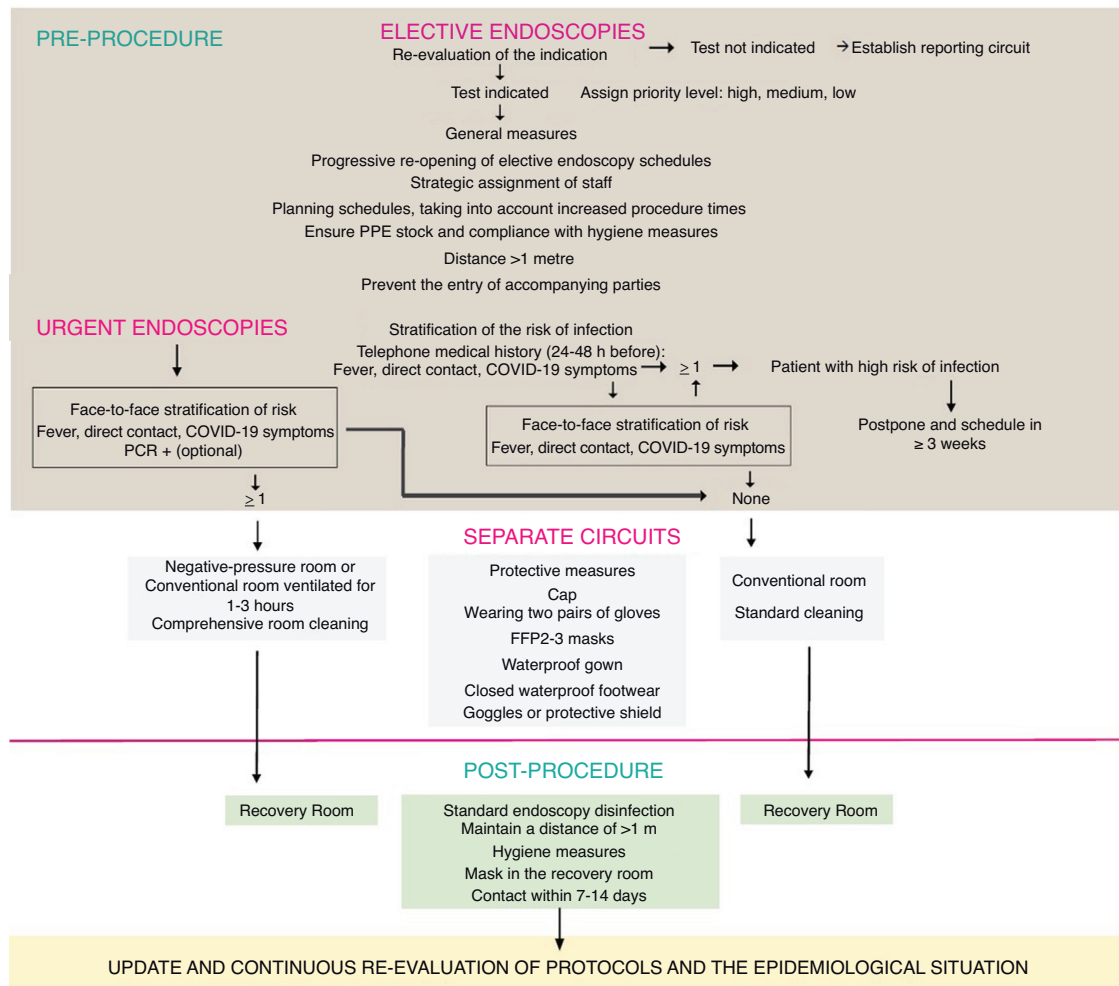 PRE-PROCEDURE
ELECTIVE ENDOSCOPIES
Re-evaluation of the indication → Test not indicated → Establish reporting circuit
Test indicated Assign priority level: high, medium, low
General measures
Progressive re-opening of elective endoscopy schedules
Strategic assignment of staff
Planning schedules, taking into account increased procedure times
Ensure PPE stock and compliance with hygiene measures
Distance >1 metre
Prevent the entry of accompanying parties
URGENT ENDOSCOPIES
Stratification of the risk of infection
Telephone medical history (24-48 h before):
Fever, direct contact, COVID-19 symptoms → ≥ 1 → Patient with high risk of infection
Postpone and schedule in
≥ 3 weeks
Face-to-face stratification of risk
Fever, direct contact, COVID-19 symptoms
PCR + (optional)
≥ 1
Face-to-face stratification of risk
Fever, direct contact, COVID-19 symptoms
None
SEPARATE CIRCUITS
Negative-pressure room or
Conventional room ventilated for
1-3 hours
Comprehensive room cleaning
Protective measures
Cap
Wearing two pairs of gloves
FFP2-3 masks
Waterproof gown
Closed waterproof footwear
Goggles or protective shield
Conventional room
Standard cleaning
POST-PROCEDURE
Recovery Room
Standard endoscopy disinfection
Maintain a distance of >1 m
Hygiene measures
Mask in the recovery room
Contact within 7-14 days
Recovery Room
UPDATE AND CONTINUOUS RE-EVALUATION OF PROTOCOLS AND THE EPIDEMIOLOGICAL SITUATION